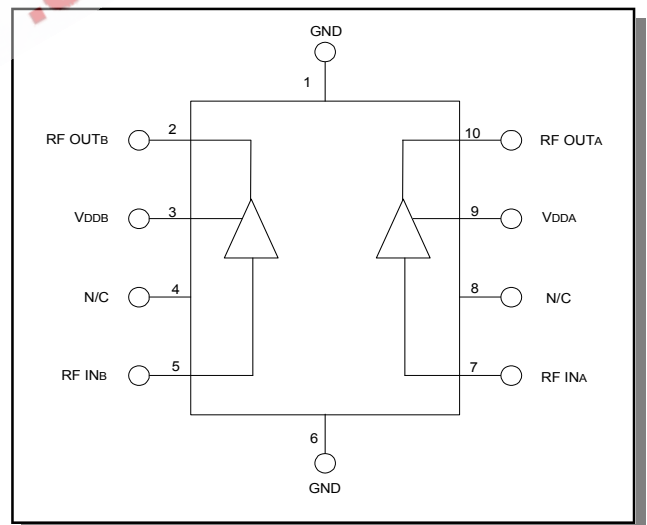 GND
1
RF OUTB 2 10 RF OUTA
VDDB 3 9 VDDA
N/C 4 8 N/C
RF INB 5 7 RF INA
6
GND